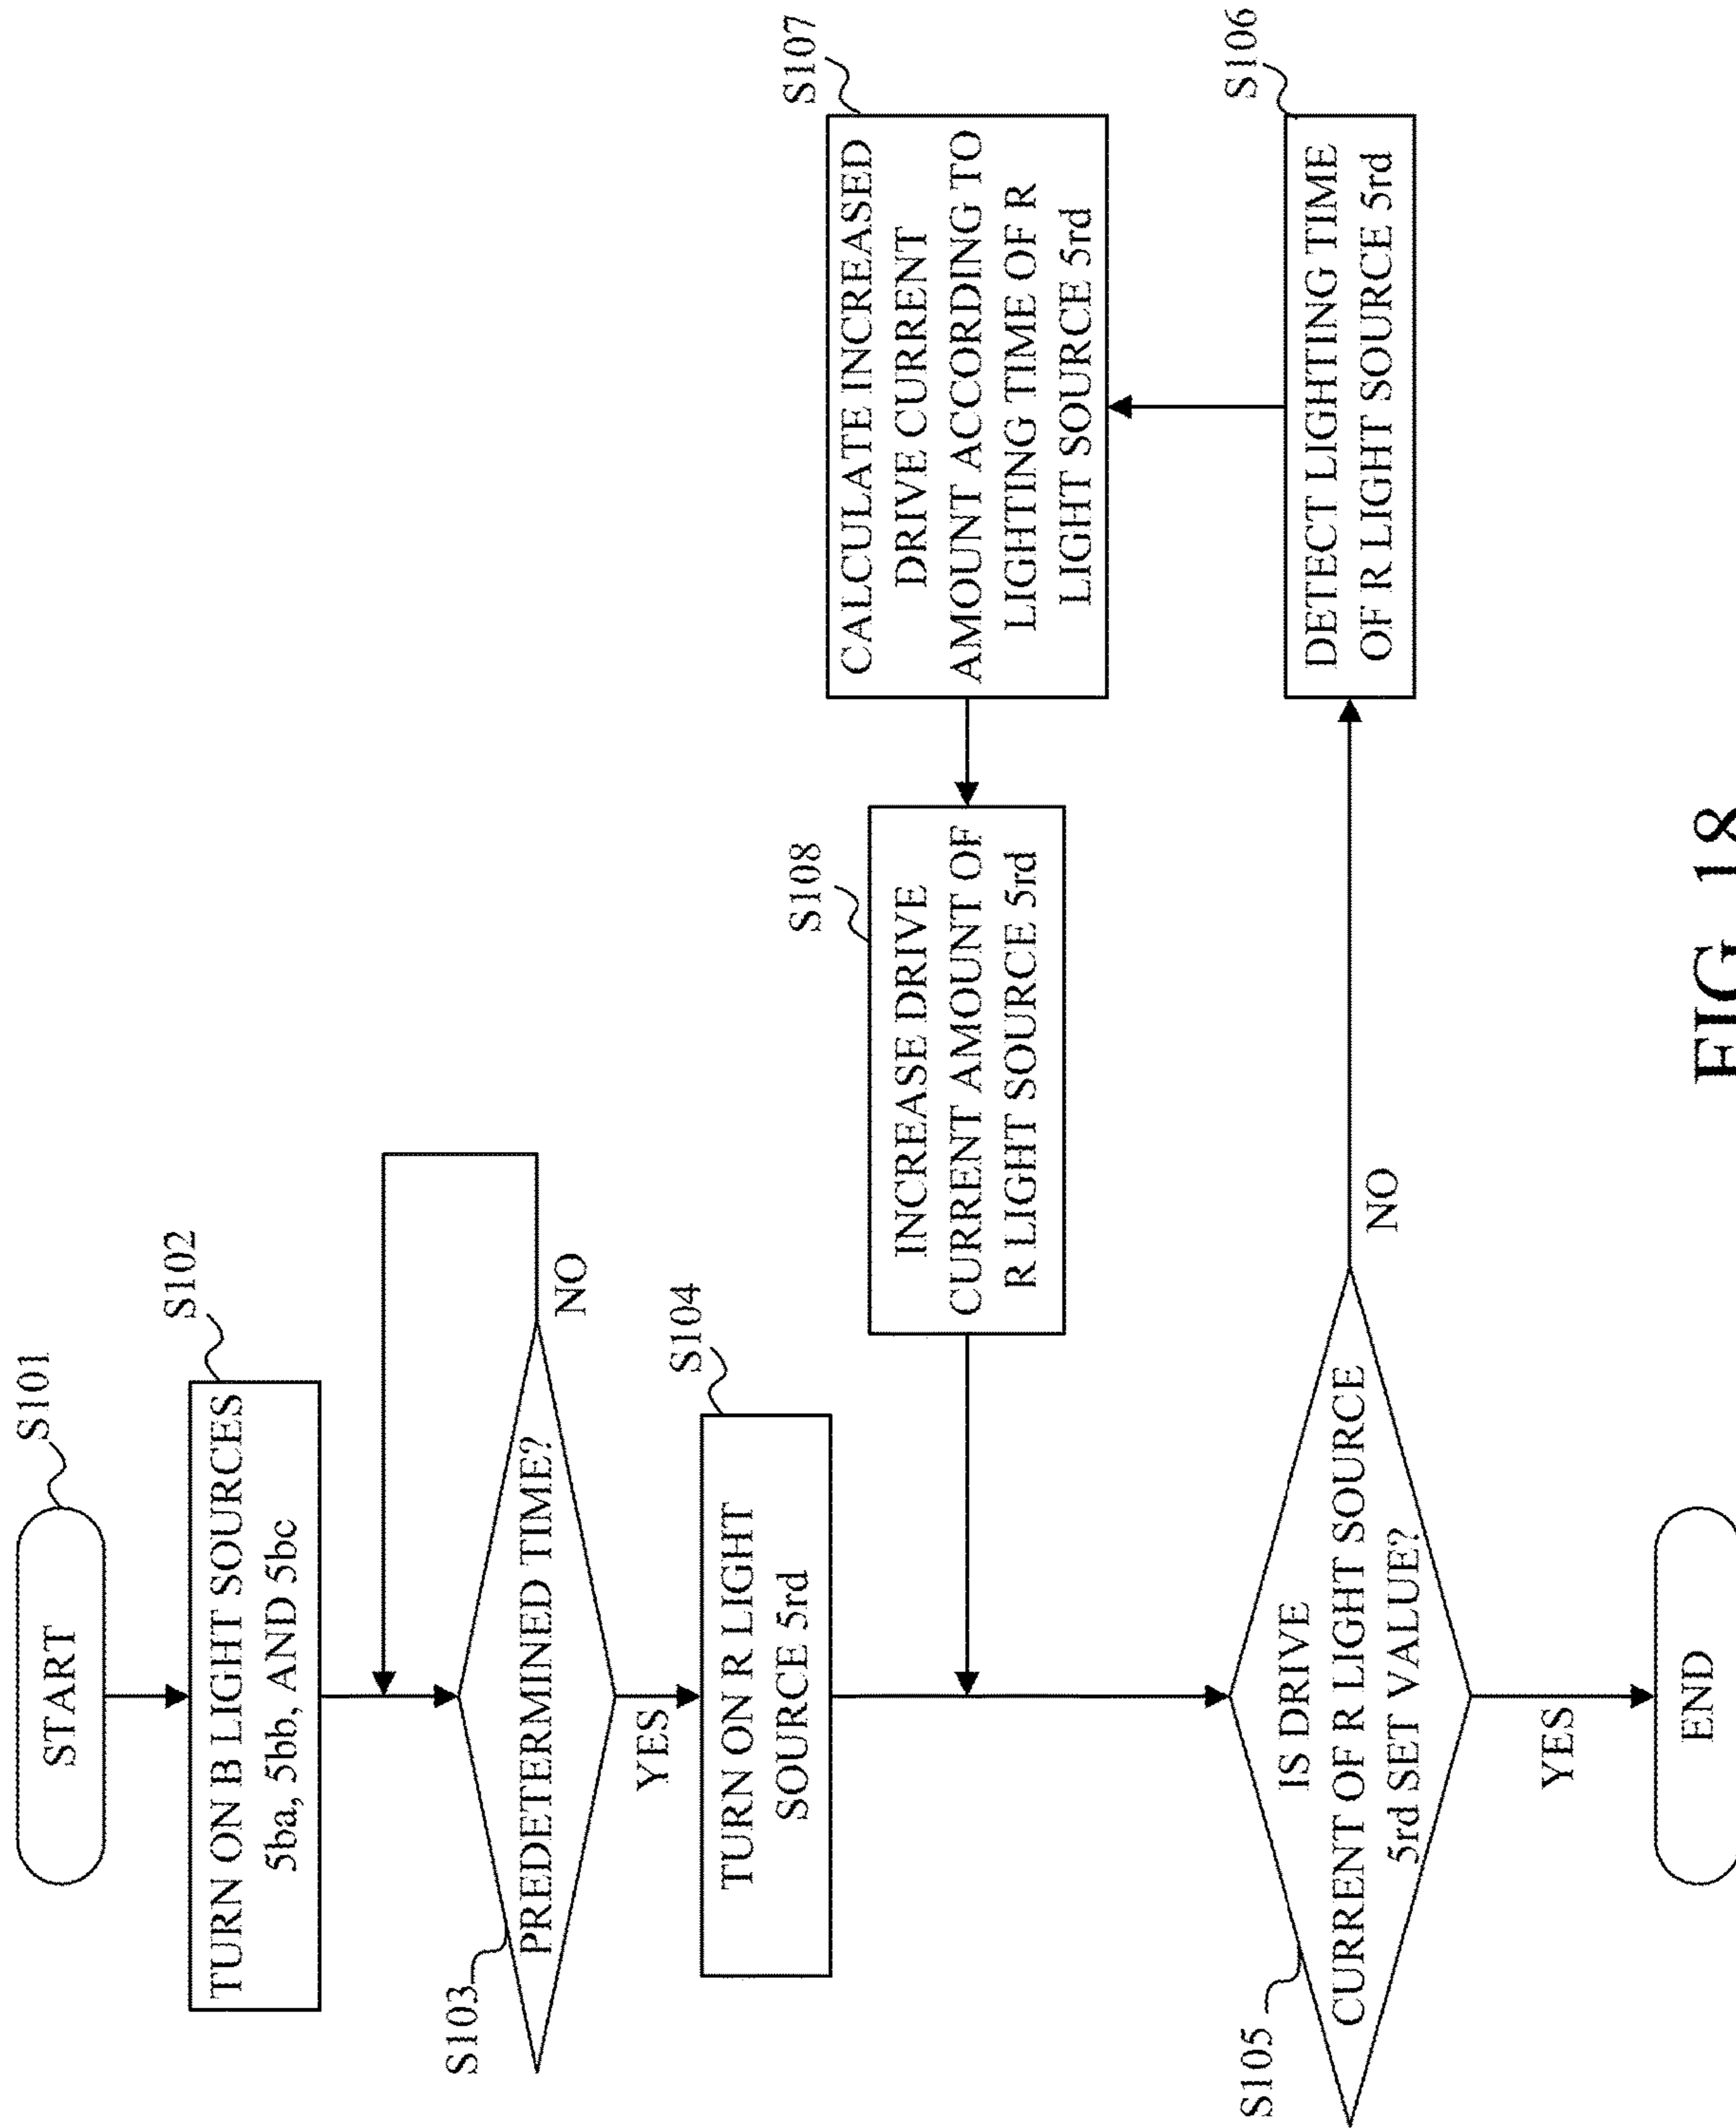 START
S101
TURN ON B LIGHT SOURCES
5ba, 5bb, AND 5bc
S102
PREDETERMINED TIME?
S103
NO
YES
TURN ON R LIGHT
SOURCE 5rd
S104
IS DRIVE
CURRENT OF R LIGHT SOURCE
5rd SET VALUE?
S105
NO
YES
END
DETECT LIGHTING TIME
OF R LIGHT SOURCE 5rd
S106
CALCULATE INCREASED
DRIVE CURRENT
AMOUNT ACCORDING TO
LIGHTING TIME OF R
LIGHT SOURCE 5rd
S107
INCREASE DRIVE
CURRENT AMOUNT OF
R LIGHT SOURCE 5rd
S108
FIG. 18